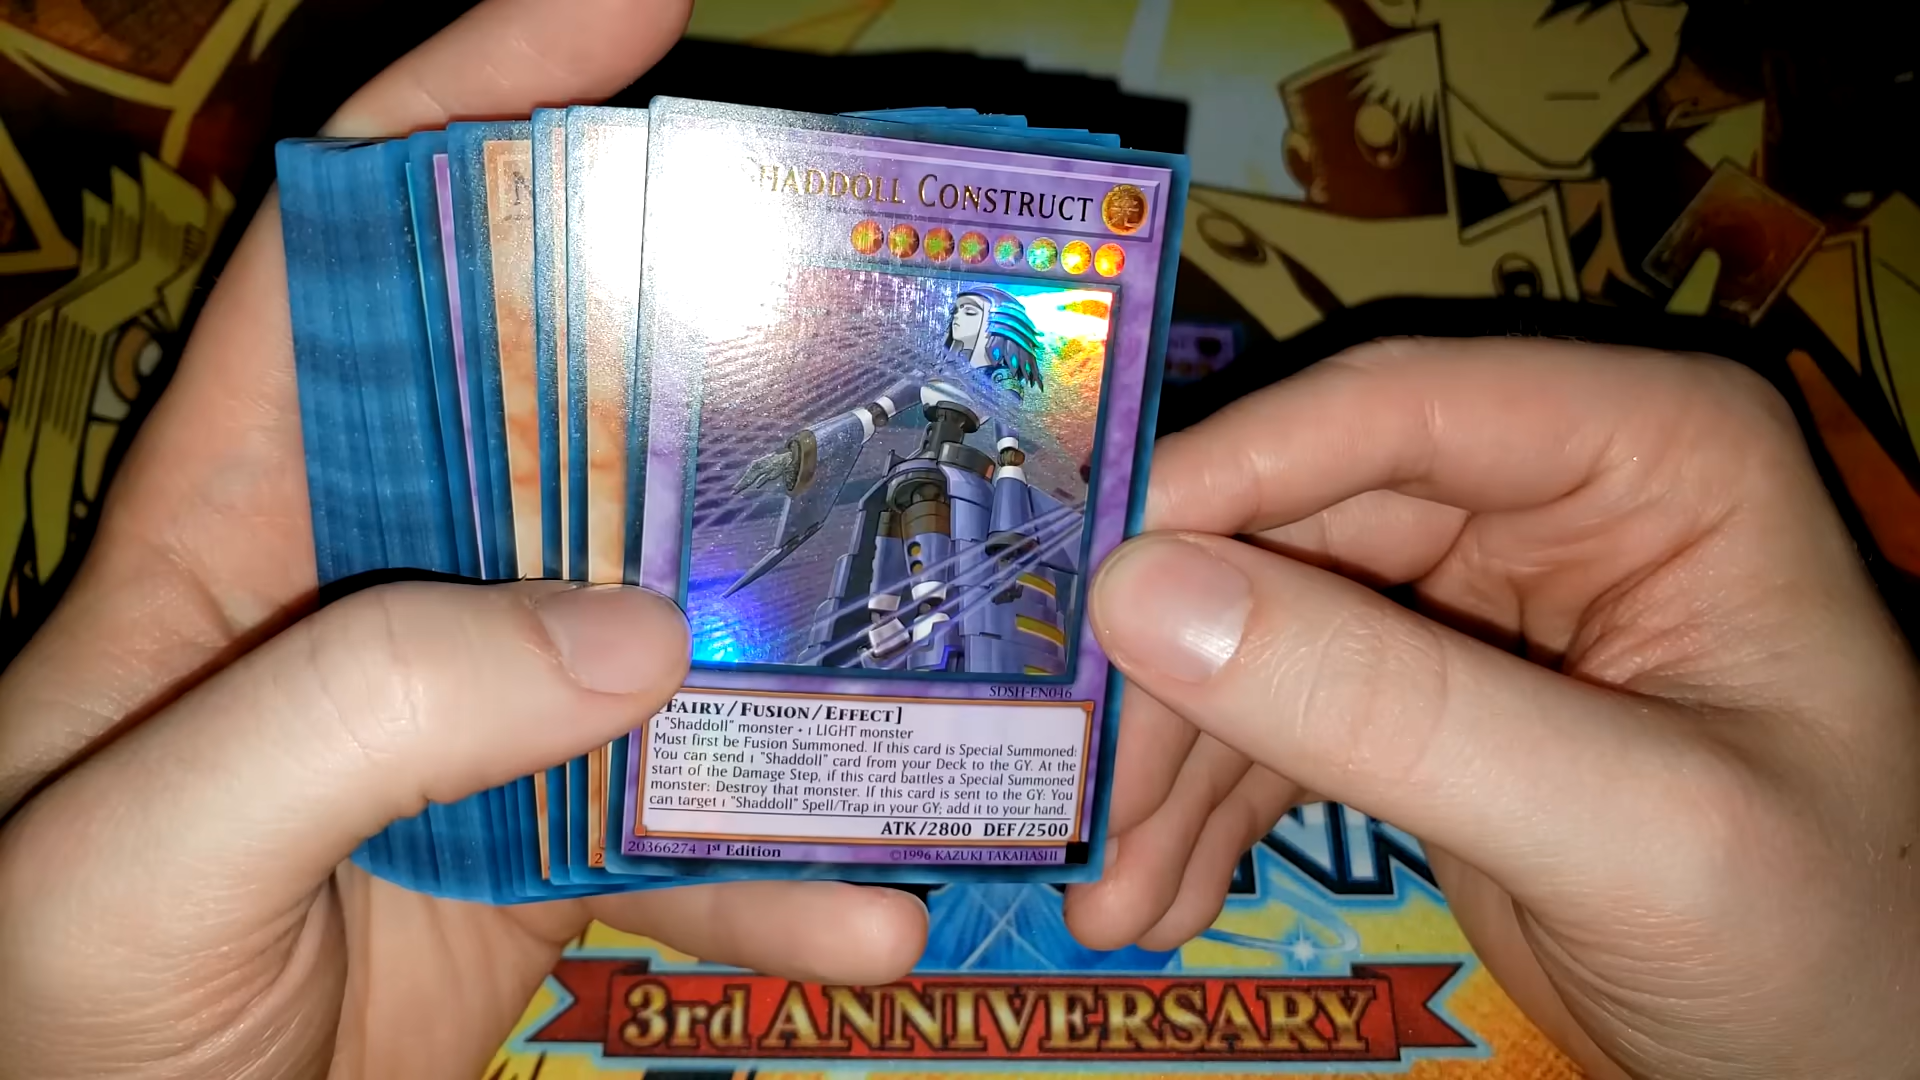 SHADDOLL CONSTRUCT
SDSH-EN046
[FAIRY/FUSION/EFFECT]
1 "Shaddoll" monster + 1 LIGHT monster
Must first be Fusion Summoned. If this card is Special Summoned:
You can send 1 "Shaddoll" card from your Deck to the GY. At the
start of the Damage Step, if this card battles a Special Summoned
monster: Destroy that monster. If this card is sent to the GY: You
can target 1 "Shaddoll" Spell/Trap in your GY; add it to your hand.
ATK/2800 DEF/2500
20366274 1st Edition
©1996 KAZUKI TAKAHASHI
3rd ANNIVERSARY